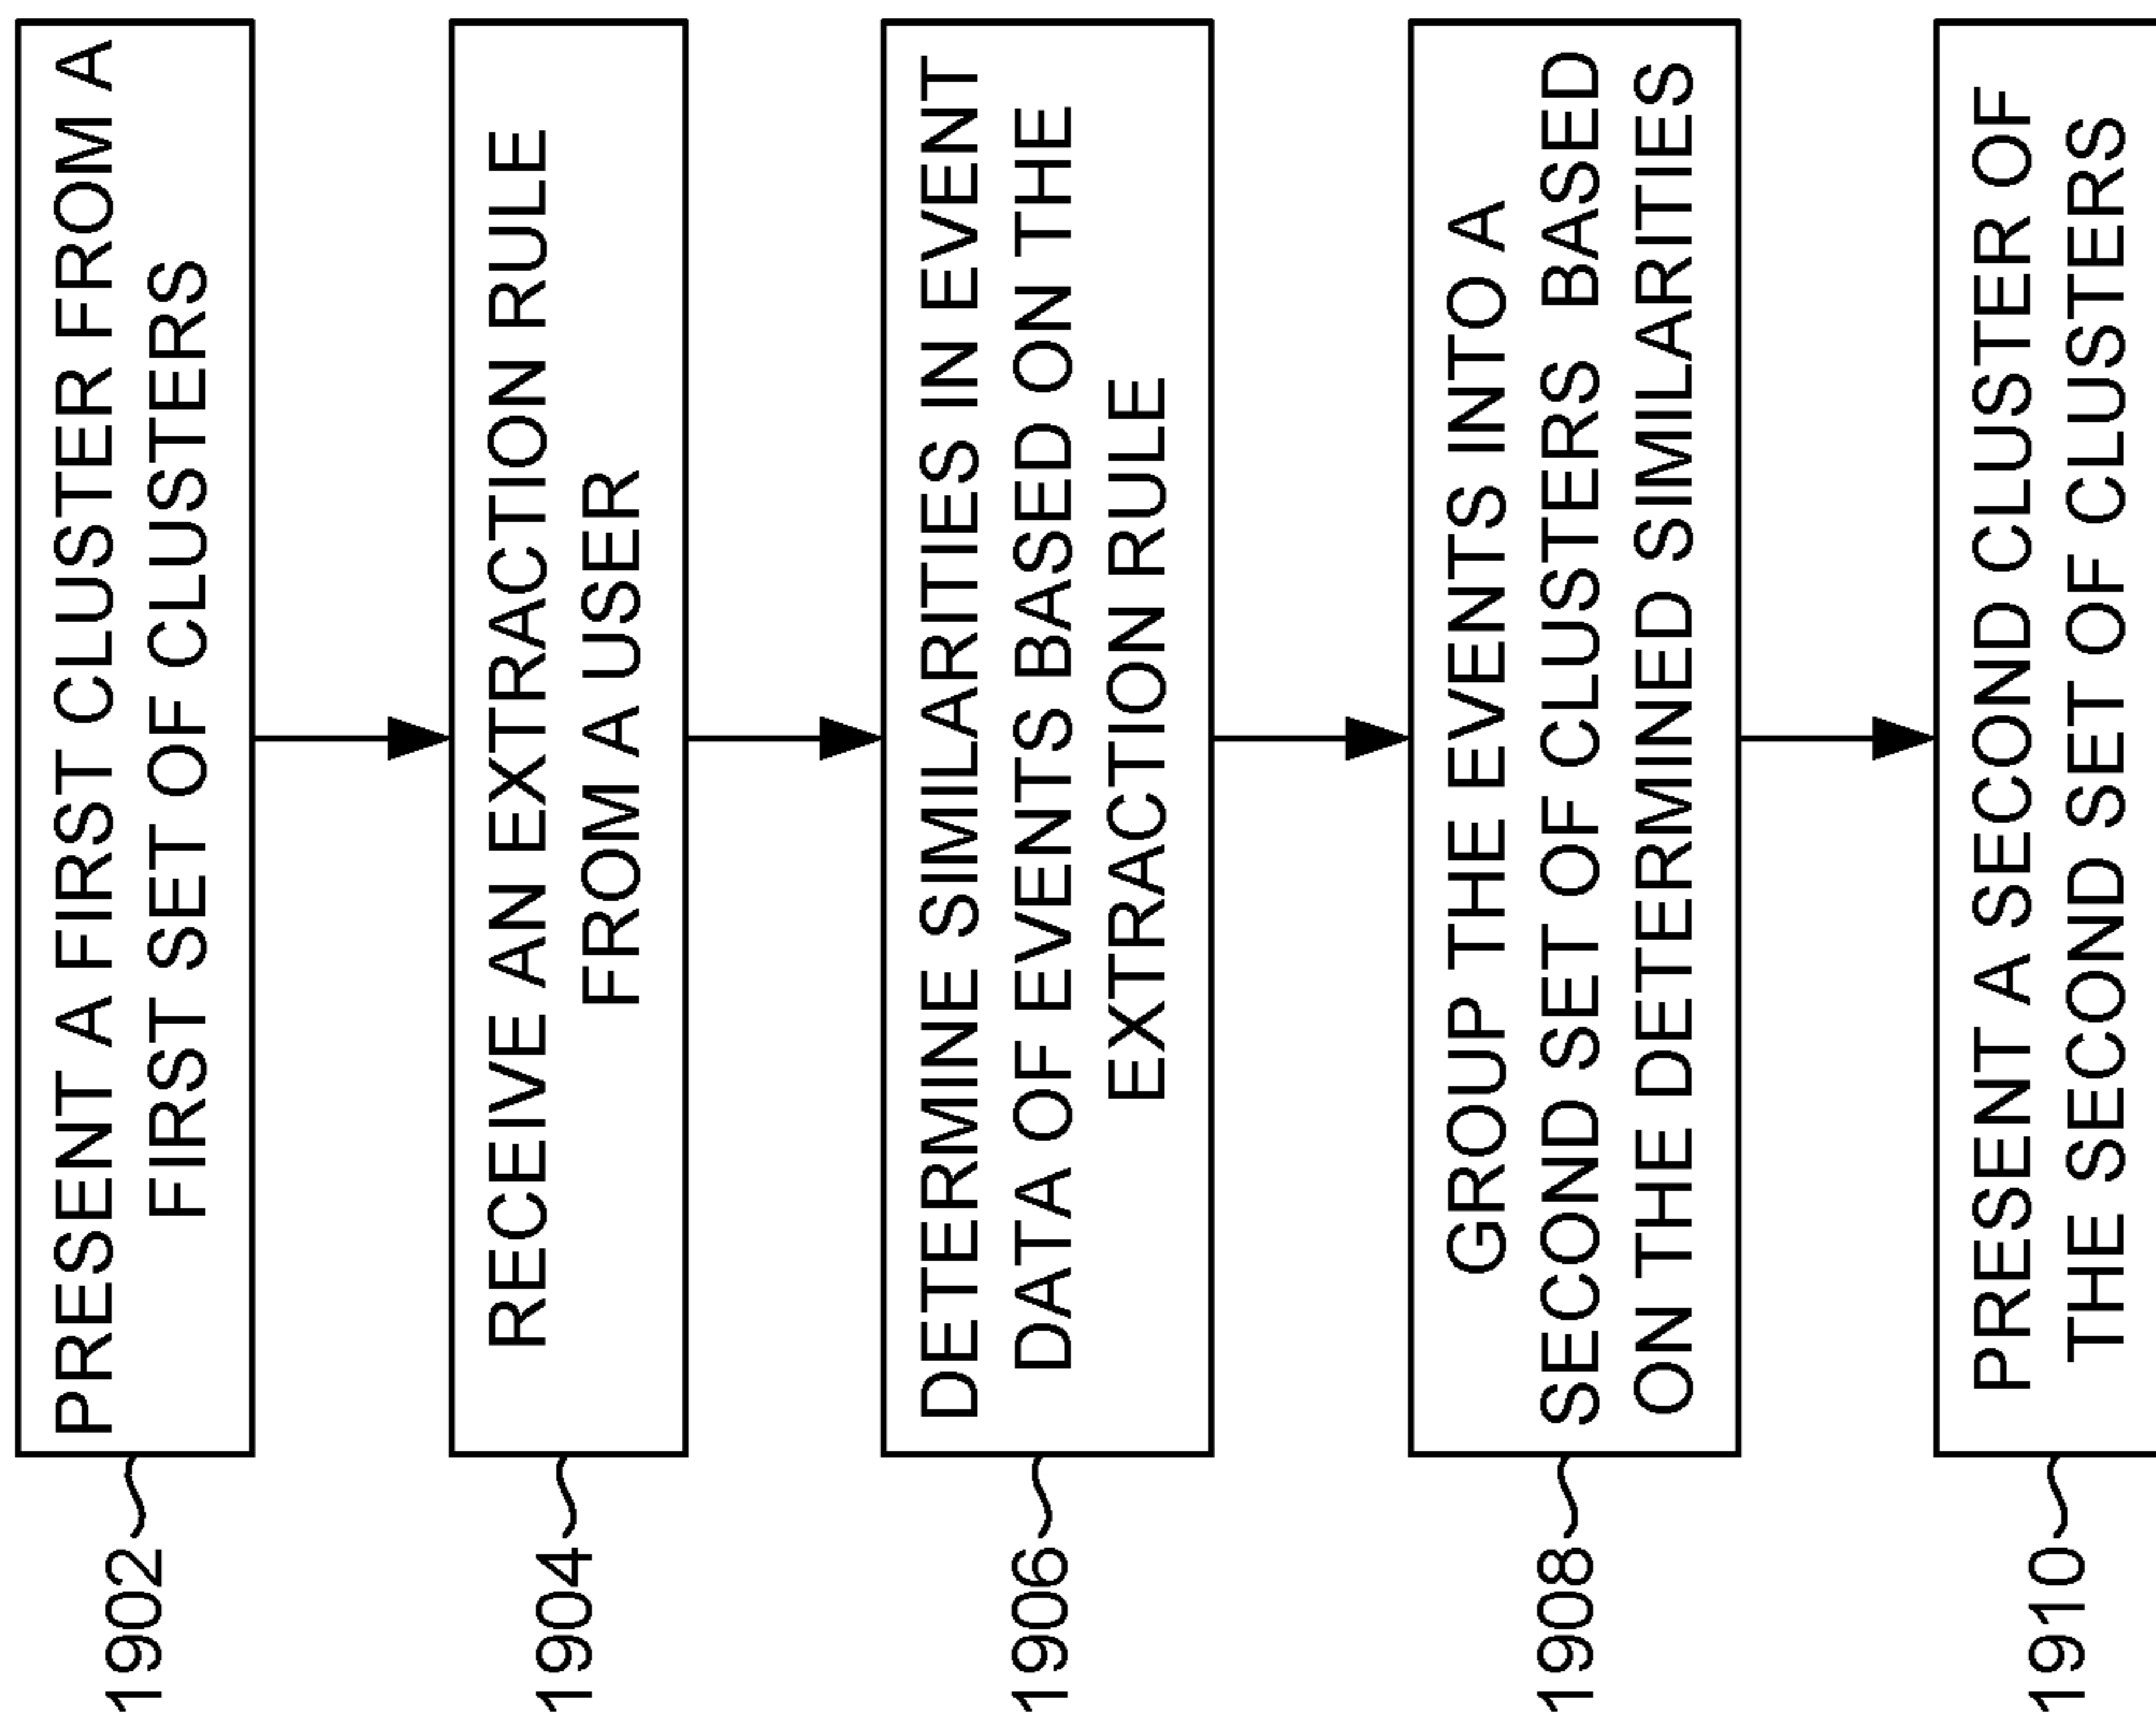 1902
PRESENT A FIRST CLUSTER FROM A
FIRST SET OF CLUSTERS
1904
RECEIVE AN EXTRACTION RULE
FROM A USER
1906
DETERMINE SIMILARITIES IN EVENT
DATA OF EVENTS BASED ON THE
EXTRACTION RULE
1908
GROUP THE EVENTS INTO A
SECOND SET OF CLUSTERS BASED
ON THE DETERMINED SIMILARITIES
1910
PRESENT A SECOND CLUSTER OF
THE SECOND SET OF CLUSTERS